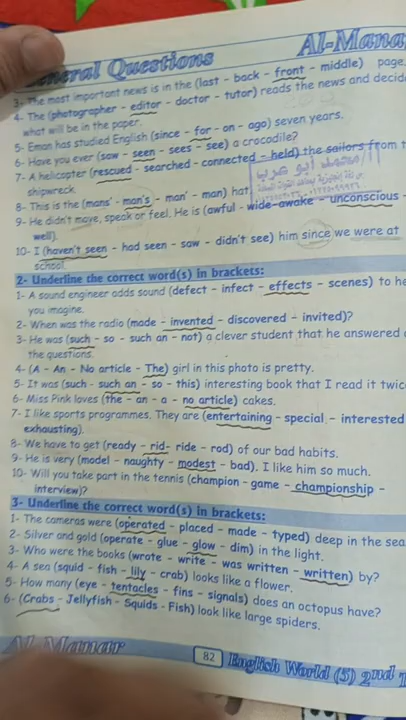 General Questions
Al-Manar
3- The most important news is in the (last - back - front - middle) page.
4- The (photographer - editor - doctor - tutor) reads the news and decid
what will be in the paper.
5- Eman has studied English (since - for - on - ago) seven years.
6- Have you ever (saw - seen - sees - see) a crocodile?
7- A helicopter (rescued - searched - connected - held) the sailors from t
shipwreck.
8- This is the (mans' - man's - man' - man) hat.
9- He didn't move, speak or feel. He is (awful - wide-awake - unconscious -
well).
10- I (haven't seen - had seen - saw - didn't see) him since we were at
school.
2- Underline the correct word(s) in brackets:
1- A sound engineer adds sound (defect - infect - effects - scenes) to he
you imagine.
2- When was the radio (made - invented - discovered - invited)?
3- He was (such - so - such an - not) a clever student that he answered
the questions.
4- (A - An - No article - The) girl in this photo is pretty.
5- It was (such - such an - so - this) interesting book that I read it twic
6- Miss Pink loves (the - an - a - no article) cakes.
7- I like sports programmes. They are (entertaining - special - interested
exhausting).
8- We have to get (ready - rid- ride - rod) of our bad habits.
9- He is very (model - naughty - modest - bad). I like him so much.
10- Will you take part in the tennis (champion - game - championship -
interview)?
3- Underline the correct word(s) in brackets:
1- The cameras were (operated - placed - made - typed) deep in the sea
2- Silver and gold (operate - glue - glow - dim) in the light.
3- Who were the books (wrote - write - was written - written) by?
4- A sea (squid - fish - lily - crab) looks like a flower.
5- How many (eye - tentacles - fins - signals) does an octopus have?
6- (Crabs - Jellyfish - Squids - Fish) look like large spiders.
Al-Manar
82
English World (5) 2nd T